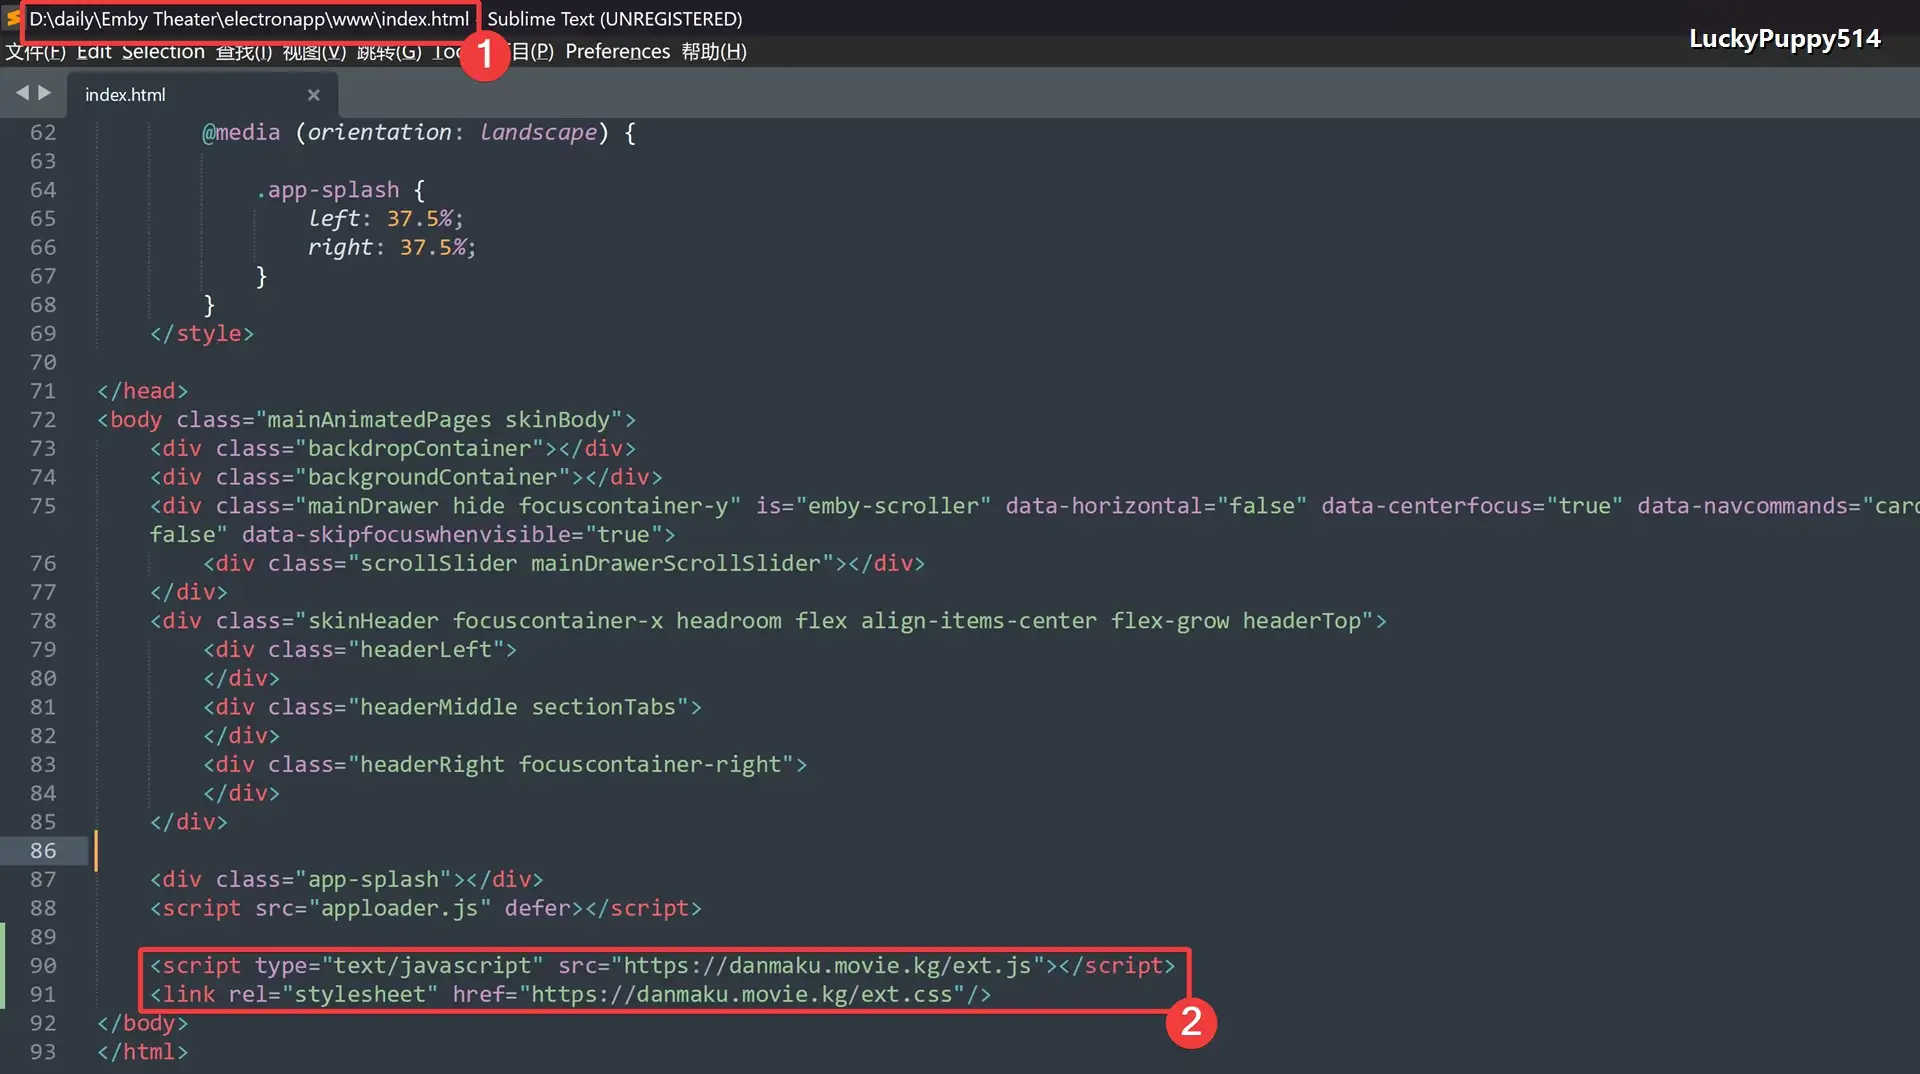 D:\daily\Emby Theater\electronapp\www\index.html - Sublime Text (UNREGISTERED)
LuckyPuppy514
文件(F) Edit Selection 查找(I) 视图(V) 跳转(G) 目(P) Preferences 帮助(H)
1
index.html
62 @media (orientation: landscape) {
63
64 .app-splash {
65 left: 37.5%;
66 right: 37.5%;
67 }
68 }
69 </style>
70
71 </head>
72 <body class="mainAnimatedPages skinBody">
73 <div class="backdropContainer"></div>
74 <div class="backgroundContainer"></div>
75 <div class="mainDrawer hide focuscontainer-y" is="emby-scroller" data-horizontal="false" data-centerfocus="true" data-navcommands="card
false" data-skipfocuswhenvisible="true">
76 <div class="scrollSlider mainDrawerScrollSlider"></div>
77 </div>
78 <div class="skinHeader focuscontainer-x headroom flex align-items-center flex-grow headerTop">
79 <div class="headerLeft">
80 </div>
81 <div class="headerMiddle sectionTabs">
82 </div>
83 <div class="headerRight focuscontainer-right">
84 </div>
85 </div>
86
87 <div class="app-splash"></div>
88 <script src="apploader.js" defer></script>
89
90 <script type="text/javascript" src="https://danmaku.movie.kg/ext.js"></script>
91 <link rel="stylesheet" href="https://danmaku.movie.kg/ext.css"/>
2
92 </body>
93 </html>